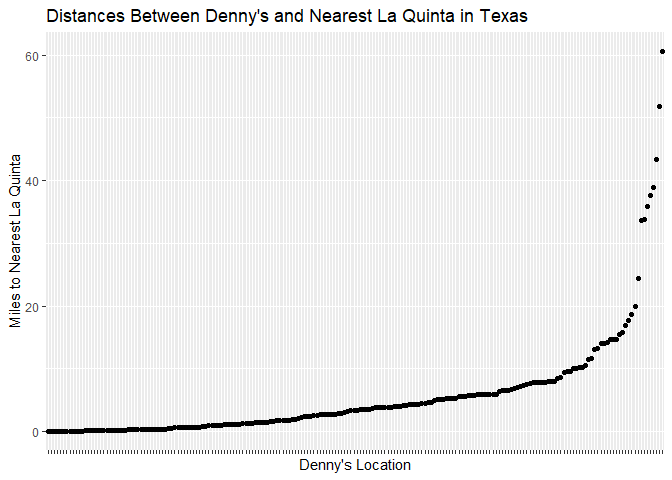 Distances Between Denny's and Nearest La Quinta in Texas
60
40
20
0
Miles to Nearest La Quinta
Denny's Location